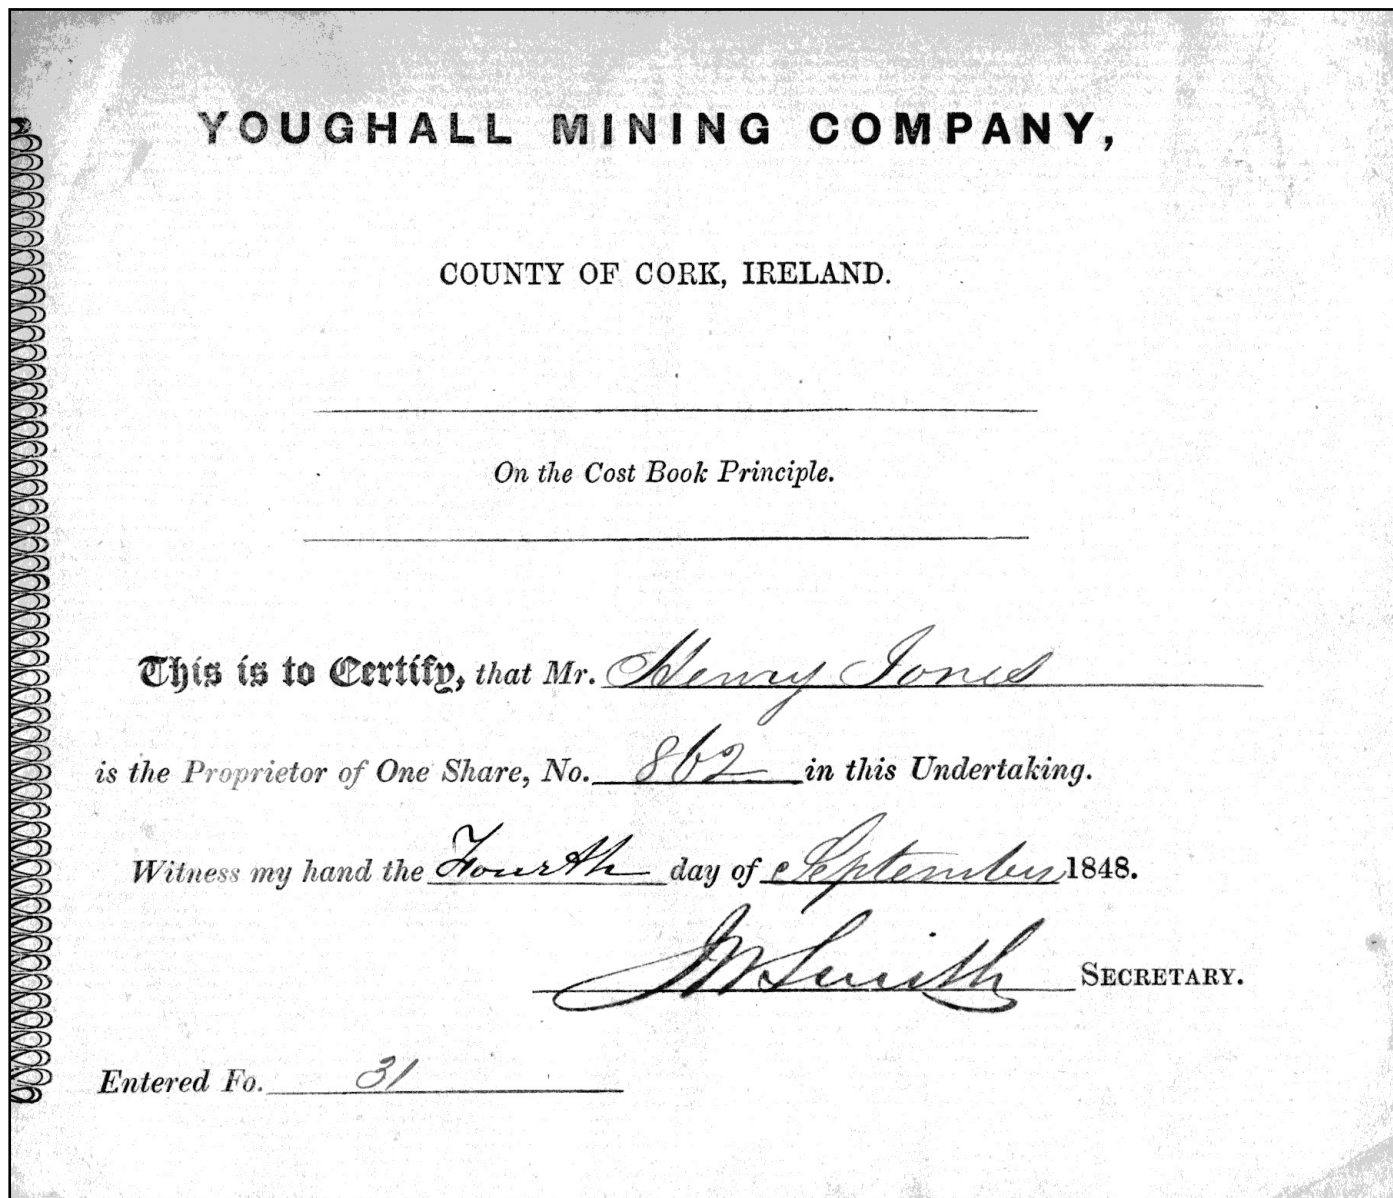 YOUGHALL MINING COMPANY,
COUNTY OF CORK, IRELAND.
On the Cost Book Principle.
This is to Certify, that Mr. Henry Jones
is the Proprietor of One Share, No. 862 in this Undertaking.
Witness my hand the Fourth day of September 1848.
J W Smith SECRETARY.
Entered Fo. 31